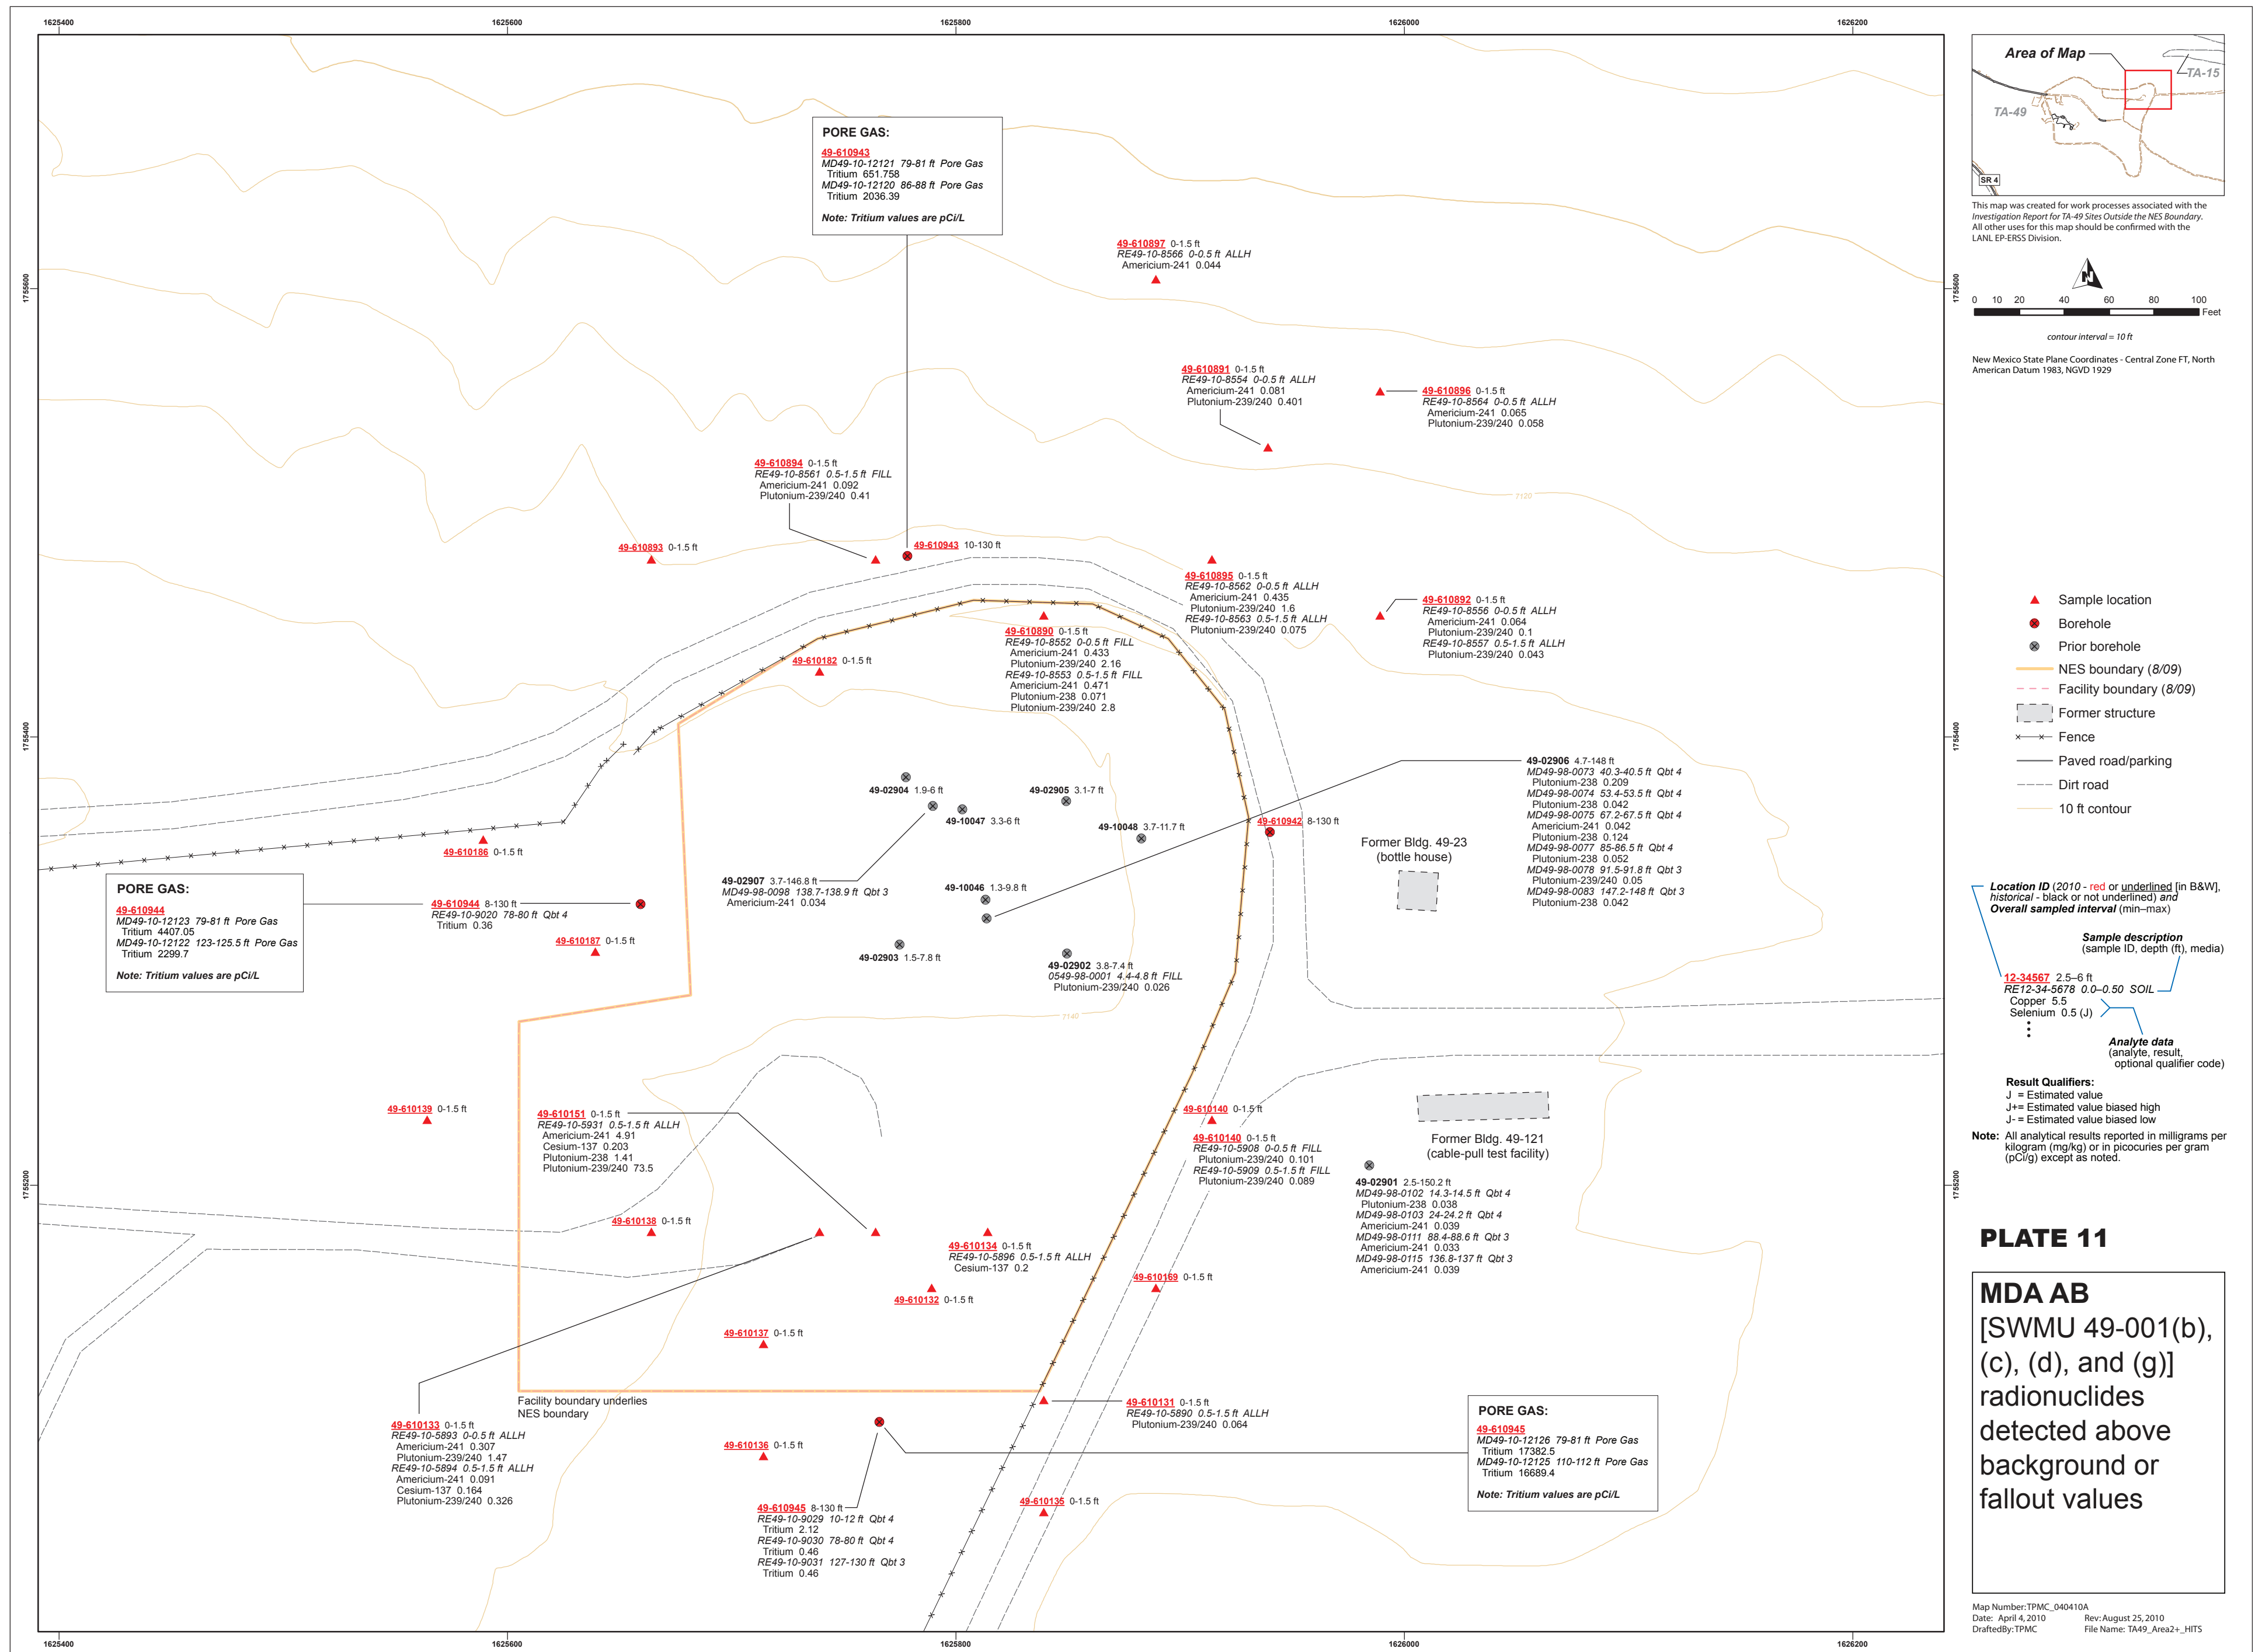 1625400
1625600
1625800
1626000
1626200
1755600
1755400
1755200
1755600
1755400
1755200
1625400
1625600
1625800
1626000
1626200
PORE GAS:
49-610943
MD49-10-12121 79-81 ft Pore Gas
Tritium 651.758
MD49-10-12120 86-88 ft Pore Gas
Tritium 2036.39
Note: Tritium values are pCi/L
49-610897 0-1.5 ft
RE49-10-8566 0-0.5 ft ALLH
Americium-241 0.044
49-610891 0-1.5 ft
RE49-10-8554 0-0.5 ft ALLH
Americium-241 0.081
Plutonium-239/240 0.401
49-610896 0-1.5 ft
RE49-10-8564 0-0.5 ft ALLH
Americium-241 0.065
Plutonium-239/240 0.058
49-610894 0-1.5 ft
RE49-10-8561 0.5-1.5 ft FILL
Americium-241 0.092
Plutonium-239/240 0.41
7120
49-610893 0-1.5 ft
49-610943 10-130 ft
49-610895 0-1.5 ft
RE49-10-8562 0-0.5 ft ALLH
Americium-241 0.435
Plutonium-239/240 1.6
RE49-10-8563 0.5-1.5 ft ALLH
Plutonium-239/240 0.075
49-610892 0-1.5 ft
RE49-10-8556 0-0.5 ft ALLH
Americium-241 0.064
Plutonium-239/240 0.1
RE49-10-8557 0.5-1.5 ft ALLH
Plutonium-239/240 0.043
49-610890 0-1.5 ft
RE49-10-8552 0-0.5 ft FILL
Americium-241 0.433
Plutonium-239/240 2.16
RE49-10-8553 0.5-1.5 ft FILL
Americium-241 0.471
Plutonium-238 0.071
Plutonium-239/240 2.8
49-610182 0-1.5 ft
49-02904 1.9-6 ft
49-02905 3.1-7 ft
49-10047 3.3-6 ft
49-10048 3.7-11.7 ft
49-610942 8-130 ft
49-02906 4.7-148 ft
MD49-98-0073 40.3-40.5 ft Qbt 4
Plutonium-238 0.209
MD49-98-0074 53.4-53.5 ft Qbt 4
Plutonium-238 0.042
MD49-98-0075 67.2-67.5 ft Qbt 4
Americium-241 0.042
Plutonium-238 0.124
MD49-98-0077 85-86.5 ft Qbt 4
Plutonium-238 0.052
MD49-98-0078 91.5-91.8 ft Qbt 3
Plutonium-239/240 0.05
MD49-98-0083 147.2-148 ft Qbt 3
Plutonium-238 0.042
Former Bldg. 49-23
(bottle house)
49-610186 0-1.5 ft
PORE GAS:
49-610944
MD49-10-12123 79-81 ft Pore Gas
Tritium 4407.05
MD49-10-12122 123-125.5 ft Pore Gas
Tritium 2299.7
Note: Tritium values are pCi/L
49-610944 8-130 ft
RE49-10-9020 78-80 ft Qbt 4
Tritium 0.36
49-610187 0-1.5 ft
49-02907 3.7-146.8 ft
MD49-98-0098 138.7-138.9 ft Qbt 3
Americium-241 0.034
49-10046 1.3-9.8 ft
49-02903 1.5-7.8 ft
49-02902 3.8-7.4 ft
0549-98-0001 4.4-4.8 ft FILL
Plutonium-239/240 0.026
7140
49-610139 0-1.5 ft
49-610151 0-1.5 ft
RE49-10-5931 0.5-1.5 ft ALLH
Americium-241 4.91
Cesium-137 0.203
Plutonium-238 1.41
Plutonium-239/240 73.5
49-610140 0-1.5 ft
49-610140 0-1.5 ft
RE49-10-5908 0-0.5 ft FILL
Plutonium-239/240 0.101
RE49-10-5909 0.5-1.5 ft FILL
Plutonium-239/240 0.089
Former Bldg. 49-121
(cable-pull test facility)
49-02901 2.5-150.2 ft
MD49-98-0102 14.3-14.5 ft Qbt 4
Plutonium-238 0.038
MD49-98-0103 24-24.2 ft Qbt 4
Americium-241 0.039
MD49-98-0111 88.4-88.6 ft Qbt 3
Americium-241 0.033
MD49-98-0115 136.8-137 ft Qbt 3
Americium-241 0.039
49-610138 0-1.5 ft
49-610134 0-1.5 ft
RE49-10-5896 0.5-1.5 ft ALLH
Cesium-137 0.2
49-610132 0-1.5 ft
49-610169 0-1.5 ft
49-610137 0-1.5 ft
Facility boundary underlies
NES boundary
49-610133 0-1.5 ft
RE49-10-5893 0-0.5 ft ALLH
Americium-241 0.307
Plutonium-239/240 1.47
RE49-10-5894 0.5-1.5 ft ALLH
Americium-241 0.091
Cesium-137 0.164
Plutonium-239/240 0.326
49-610131 0-1.5 ft
RE49-10-5890 0.5-1.5 ft ALLH
Plutonium-239/240 0.064
49-610136 0-1.5 ft
49-610945 8-130 ft
RE49-10-9029 10-12 ft Qbt 4
Tritium 2.12
RE49-10-9030 78-80 ft Qbt 4
Tritium 0.46
RE49-10-9031 127-130 ft Qbt 3
Tritium 0.46
49-610135 0-1.5 ft
PORE GAS:
49-610945
MD49-10-12126 79-81 ft Pore Gas
Tritium 17382.5
MD49-10-12125 110-112 ft Pore Gas
Tritium 16689.4
Note: Tritium values are pCi/L
Area of Map
TA-15
TA-49
SR 4
This map was created for work processes associated with the
Investigation Report for TA-49 Sites Outside the NES Boundary.
All other uses for this map should be confirmed with the
LANL EP-ERSS Division.
N
0 10 20 40 60 80 100
Feet
contour interval = 10 ft
New Mexico State Plane Coordinates - Central Zone FT, North
American Datum 1983, NGVD 1929
Sample location
Borehole
Prior borehole
NES boundary (8/09)
Facility boundary (8/09)
Former structure
Fence
Paved road/parking
Dirt road
10 ft contour
Location ID (2010 - red or underlined [in B&W],
historical - black or not underlined) and
Overall sampled interval (min–max)
Sample description
(sample ID, depth (ft), media)
12-34567 2.5–6 ft
RE12-34-5678 0.0–0.50 SOIL
Copper 5.5
Selenium 0.5 (J)
Analyte data
(analyte, result,
optional qualifier code)
Result Qualifiers:
J = Estimated value
J+= Estimated value biased high
J- = Estimated value biased low
Note: All analytical results reported in milligrams per
kilogram (mg/kg) or in picocuries per gram
(pCi/g) except as noted.
PLATE 11
MDA AB
[SWMU 49-001(b),
(c), (d), and (g)]
radionuclides
detected above
background or
fallout values
Map Number: TPMC_040410A
Date: April 4, 2010 Rev: August 25, 2010
DraftedBy: TPMC File Name: TA49_Area2+_HITS